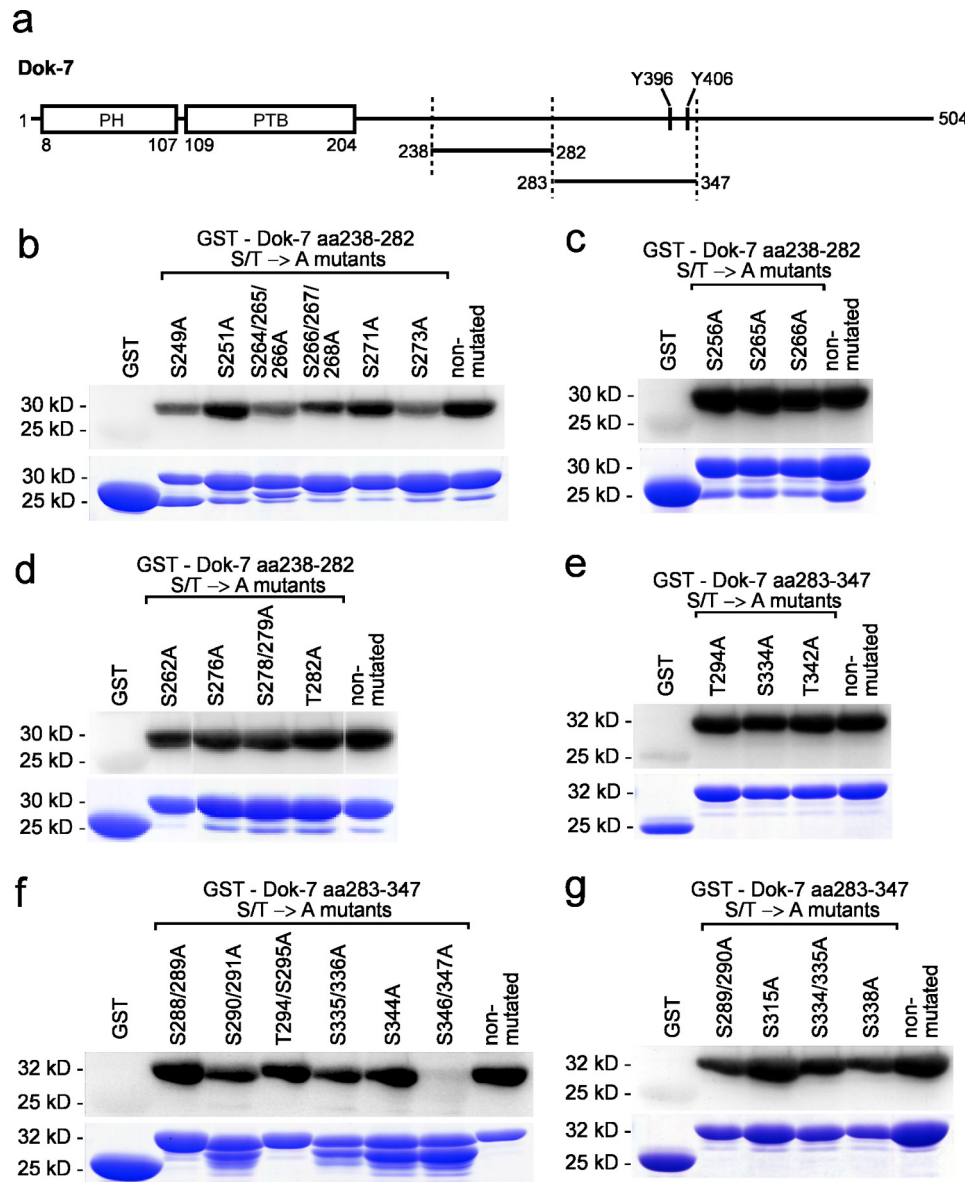 a
Dok-7
Y396 Y406
1 PH PTB 504
8 107 109 204
238 282
283 347
b
GST - Dok-7 aa238-282
S/T –> A mutants
GST
S249A
S251A
S264/265/
266A
S266/267/
268A
S271A
S273A
non-
mutated
30 kD -
25 kD -
30 kD -
25 kD -
c
GST - Dok-7 aa238-282
S/T –> A mutants
GST
S256A
S265A
S266A
non-
mutated
30 kD -
25 kD -
30 kD -
25 kD -
d
GST - Dok-7 aa238-282
S/T –> A mutants
GST
S262A
S276A
S278/279A
T282A
non-
mutated
30 kD -
25 kD -
30 kD -
25 kD -
e
GST - Dok-7 aa283-347
S/T –> A mutants
GST
T294A
S334A
T342A
non-
mutated
32 kD -
25 kD -
32 kD -
25 kD -
f
GST - Dok-7 aa283-347
S/T –> A mutants
GST
S288/289A
S290/291A
T294/S295A
S335/336A
S344A
S346/347A
non-
mutated
32 kD -
25 kD -
32 kD -
25 kD -
g
GST - Dok-7 aa283-347
S/T –> A mutants
GST
S289/290A
S315A
S334/335A
S338A
non-
mutated
32 kD -
25 kD -
32 kD -
25 kD -